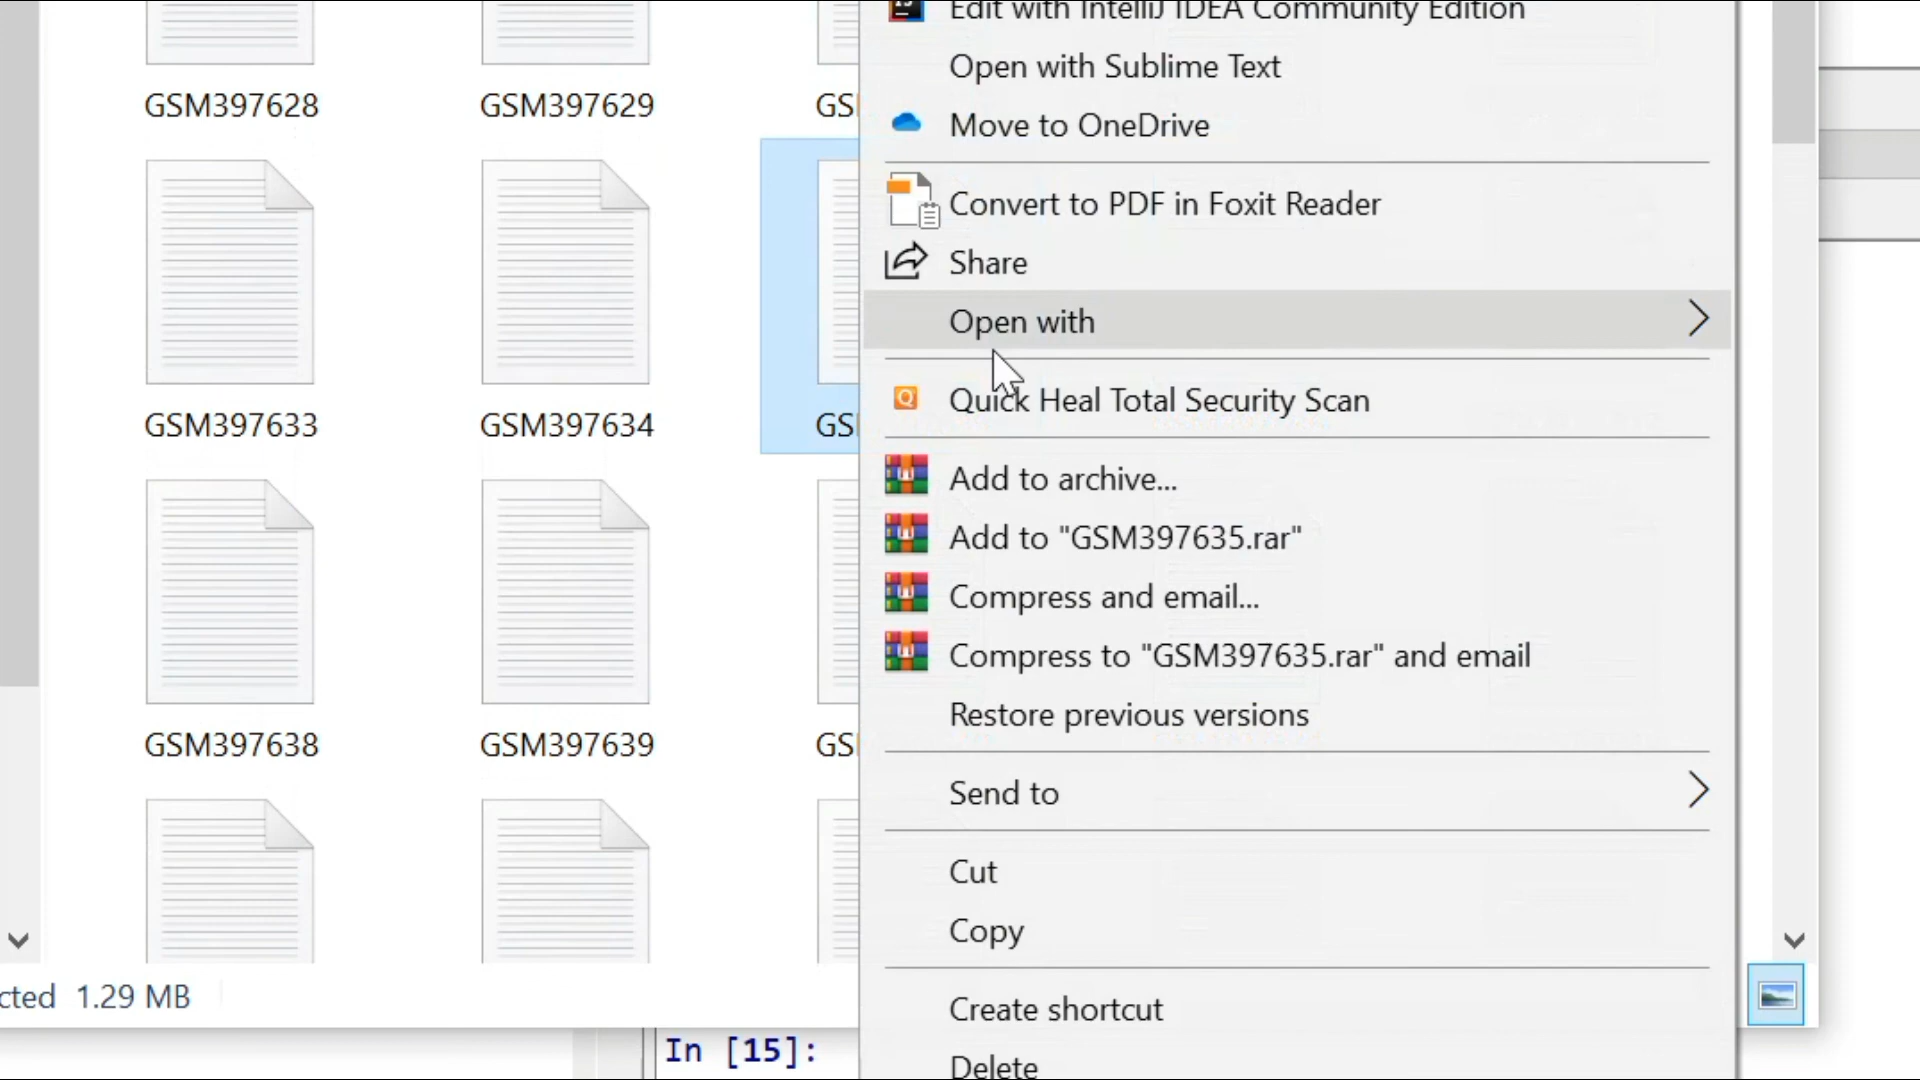 Edit with IntelliJ IDEA Community Edition
Open with Sublime Text
GSM397628
GSM397629
GS
Move to OneDrive
Convert to PDF in Foxit Reader
Share
Open with
Quick Heal Total Security Scan
GSM397633
GSM397634
GS
Add to archive...
Add to "GSM397635.rar"
Compress and email...
Compress to "GSM397635.rar" and email
Restore previous versions
GSM397638
GSM397639
GS
Send to
Cut
Copy
cted 1.29 MB
Create shortcut
In [15]:
Delete